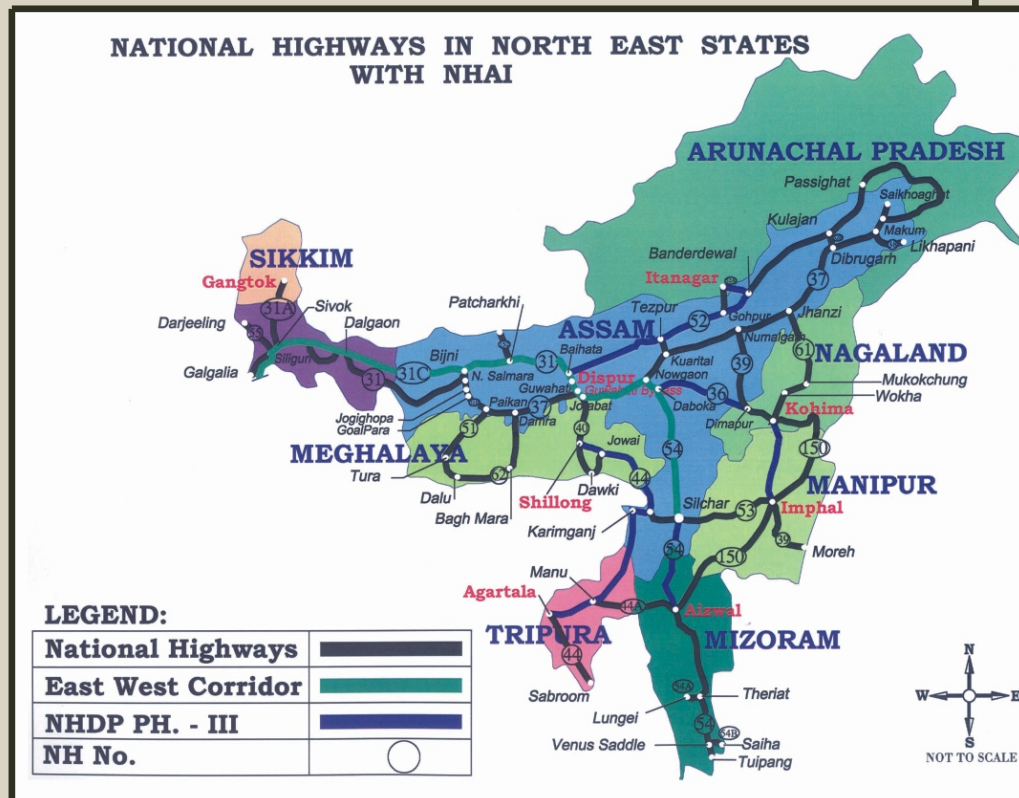 NATIONAL HIGHWAYS IN NORTH EAST STATES
WITH NHAI
ARUNACHAL PRADESH
Passighat
Saikhoaghat
Kulajan
Makum
Likhapani
Banderdewal
Dibrugarh
SIKKIM
Gangtok
Itanagar
37
31A
Sivok
Patcharkhi
Tezpur
52
Gohpur
Jhanzi
Darjeeling
55
Dalgaon
ASSAM
Numalgarh
Siliguri
Bijni
31
Baihata
Kuarital
39
61
NAGALAND
Galgalia
31
31C
N. Salmara
Dispur
Nowgaon
Mukokchung
Guwahati
36
Wokha
Jogighopa
Paikan
37
Jorabat
Daboka
Kohima
GoalPara
51
Damra
40
Dimapur
MEGHALAYA
Jowai
54
150
Tura
62
44
MANIPUR
Dalu
Dawki
Shillong
Silchar
53
Imphal
Bagh Mara
Karimganj
39
Moreh
54
150
Manu
Agartala
44A
Aizwal
TRIPURA
MIZORAM
44
Sabroom
54A
Theriat
Lungei
54
54B
Venus Saddle
Saiha
Tuipang
LEGEND:
National Highways
East West Corridor
NHDP PH. - III
NH No.
N
W
E
S
NOT TO SCALE